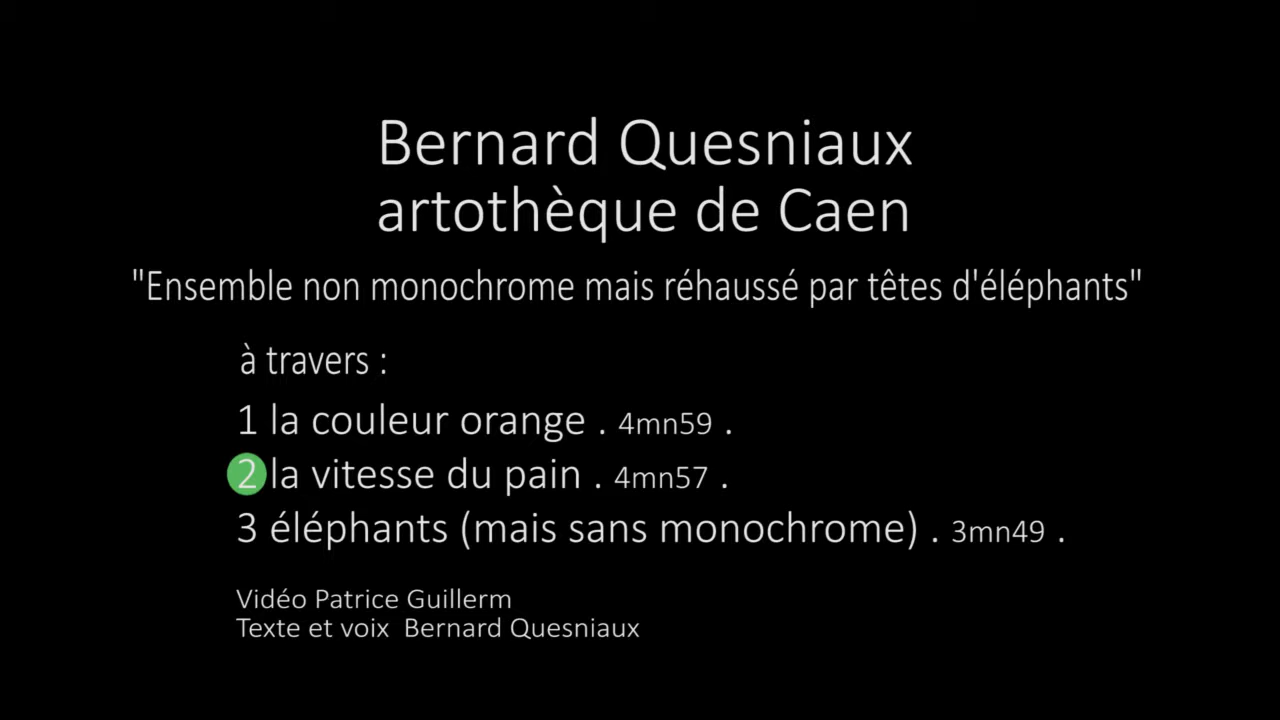 Bernard Quesniaux
artothèque de Caen
"Ensemble non monochrome mais réhaussé par têtes d'éléphants"
à travers :
1 la couleur orange . 4mn59 .
2 la vitesse du pain . 4mn57 .
3 éléphants (mais sans monochrome) . 3mn49 .
Vidéo Patrice Guillerm
Texte et voix  Bernard Quesniaux